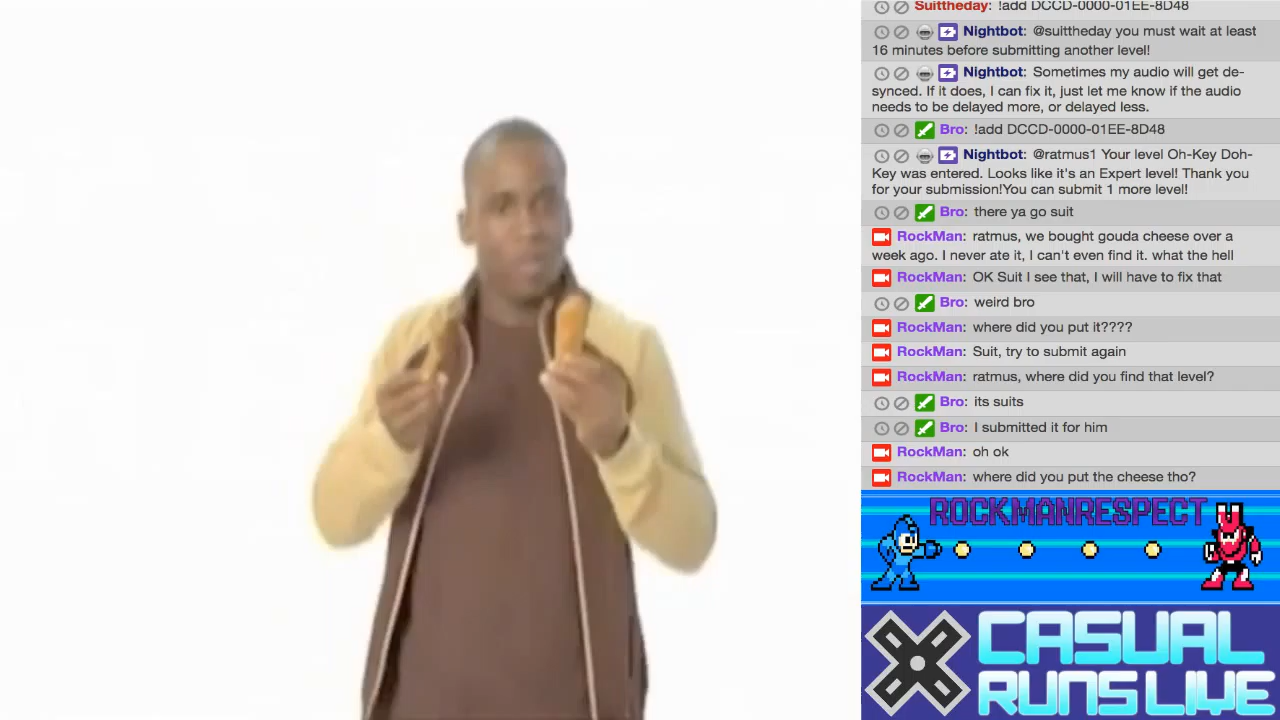 Suittheday: !add DCCD-0000-01EE-8D48
Nightbot: @suittheday you must wait at least
16 minutes before submitting another level!
Nightbot: Sometimes my audio will get de-
synced. If it does, I can fix it, just let me know if the audio
needs to be delayed more, or delayed less.
Bro: !add DCCD-0000-01EE-8D48
Nightbot: @ratmus1 Your level Oh-Key Doh-
Key was entered. Looks like it's an Expert level! Thank you
for your submission!You can submit 1 more level!
Bro: there ya go suit
RockMan: ratmus, we bought gouda cheese over a
week ago. I never ate it, I can't even find it. what the hell
RockMan: OK Suit I see that, I will have to fix that
Bro: weird bro
RockMan: where did you put it????
RockMan: Suit, try to submit again
RockMan: ratmus, where did you find that level?
Bro: its suits
Bro: I submitted it for him
RockMan: oh ok
RockMan: where did you put the cheese tho?
ROCKMANRESPECT
CASUAL
RUNS LIVE